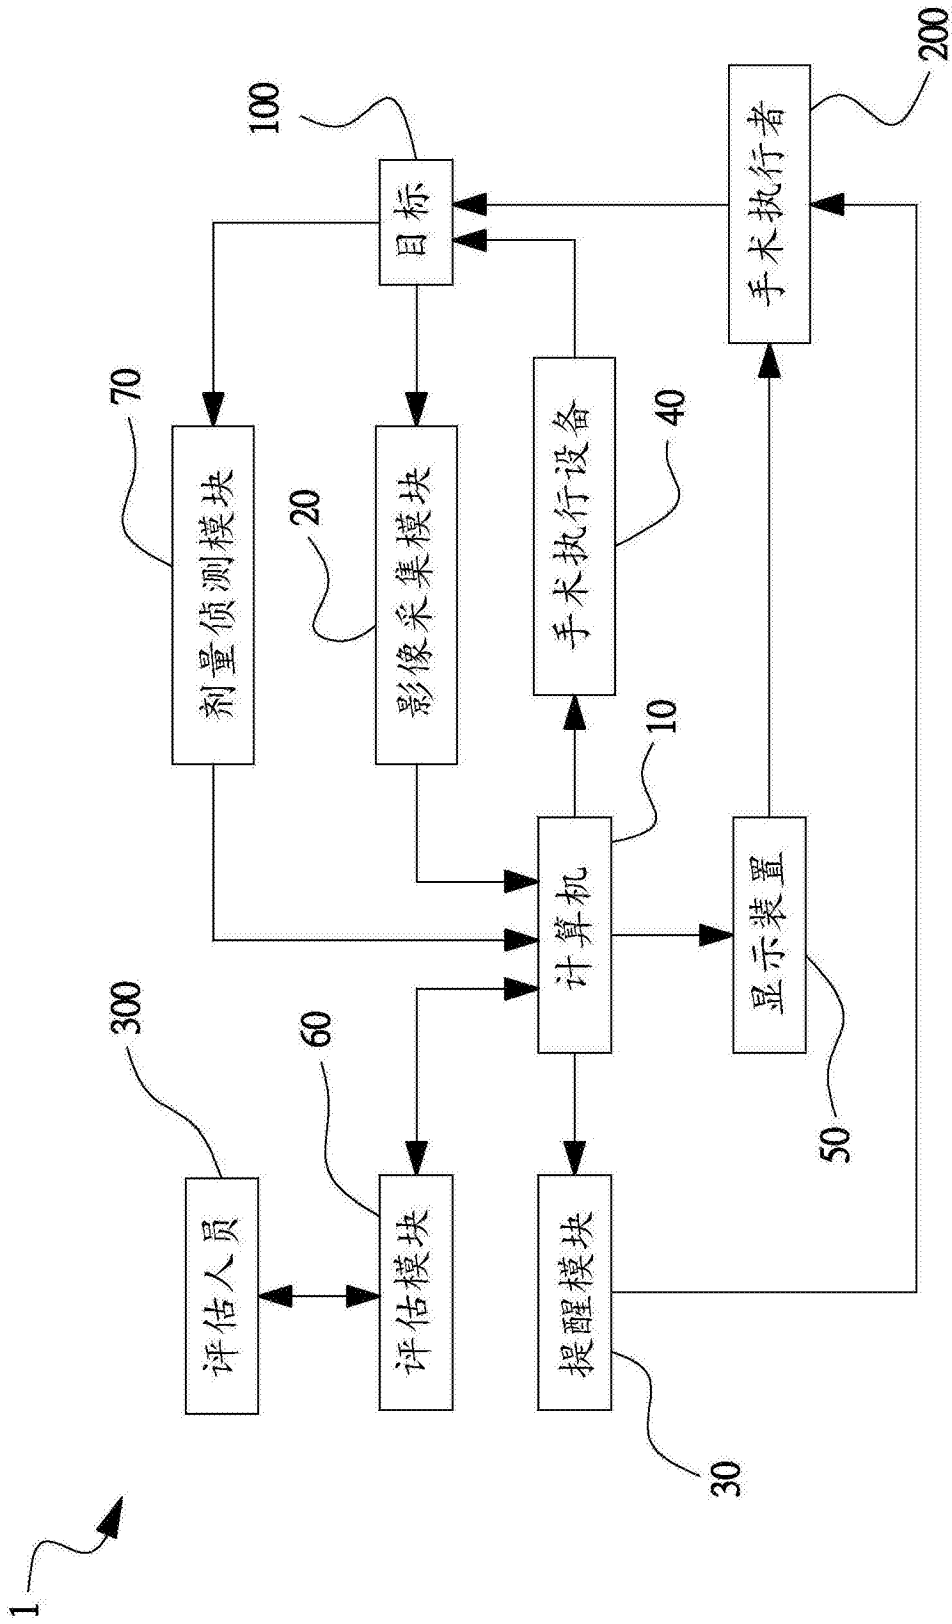 1
300
70
评估人员
剂量侦测模块
100
60
20
评估模块
影像采集模块
目标
提醒模块
计算机
手术执行设备
10
40
30
显示装置
手术执行者
50
200